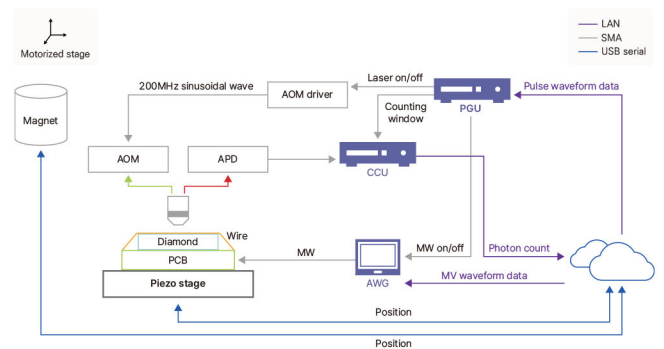 Motorized stage
LAN
SMA
USB serial
Laser on/off
200MHz sinusoidal wave
AOM driver
PGU
Pulse waveform data
Counting
window
Magnet
AOM
APD
CCU
Wire
Diamond
PCB
MW
MW on/off
Photon count
AWG
MV waveform data
Piezo stage
Position
Position